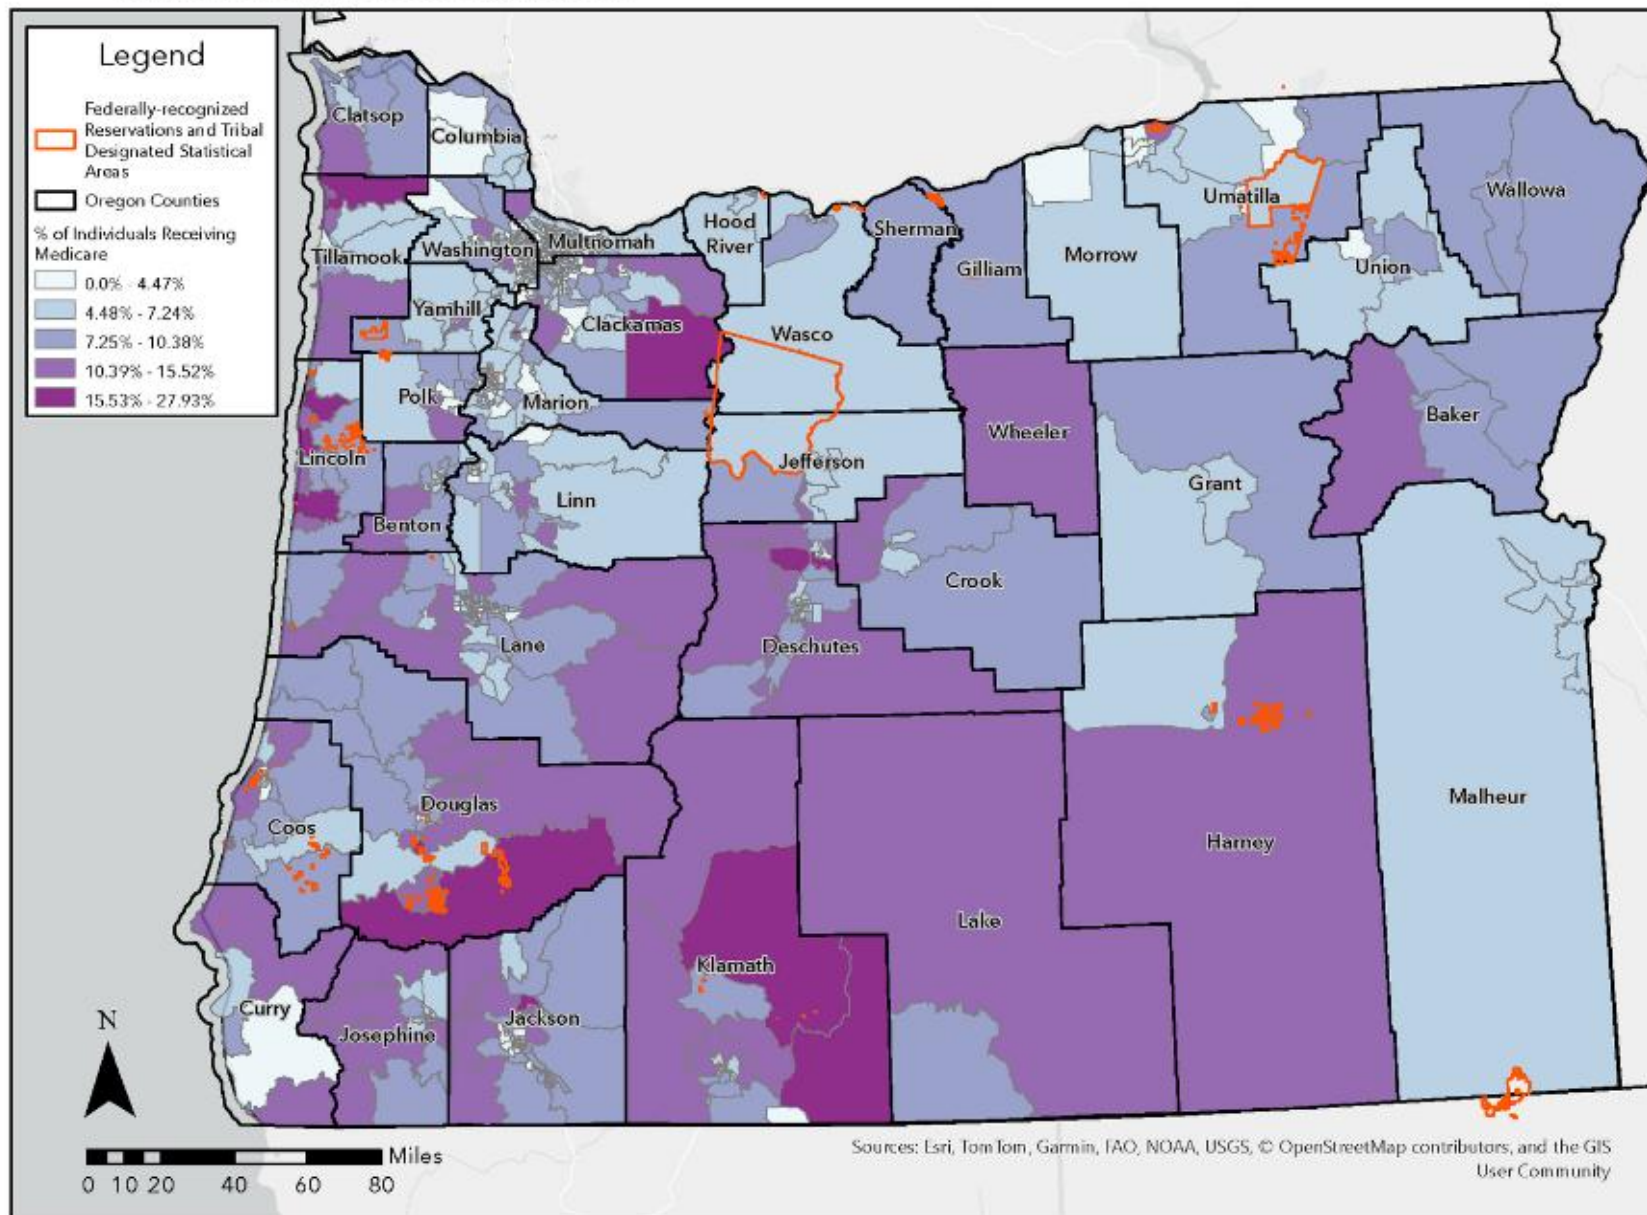 Legend
Federally-recognized
Reservations and Tribal
Designated Statistical
Areas
Oregon Counties
% of Individuals Receiving
Medicare
0.0% - 4.47%
4.48% - 7.24%
7.25% - 10.38%
10.39% - 15.52%
15.53% - 27.93%
Clatsop
Columbia
Tillamook
Washington
Multnomah
Hood
River
Sherman
Gilliam
Morrow
Umatilla
Union
Wallowa
Yamhill
Clackamas
Wasco
Polk
Marion
Wheeler
Baker
Lincoln
Jefferson
Grant
Benton
Linn
Crook
Lane
Deschutes
Malheur
Douglas
Coos
Harney
Lake
Klamath
Curry
Josephine
Jackson
N
Miles
0 10 20 40 60 80
Sources: Esri, TomTom, Garmin, FAO, NOAA, USGS, © OpenStreetMap contributors, and the GIS
User Community